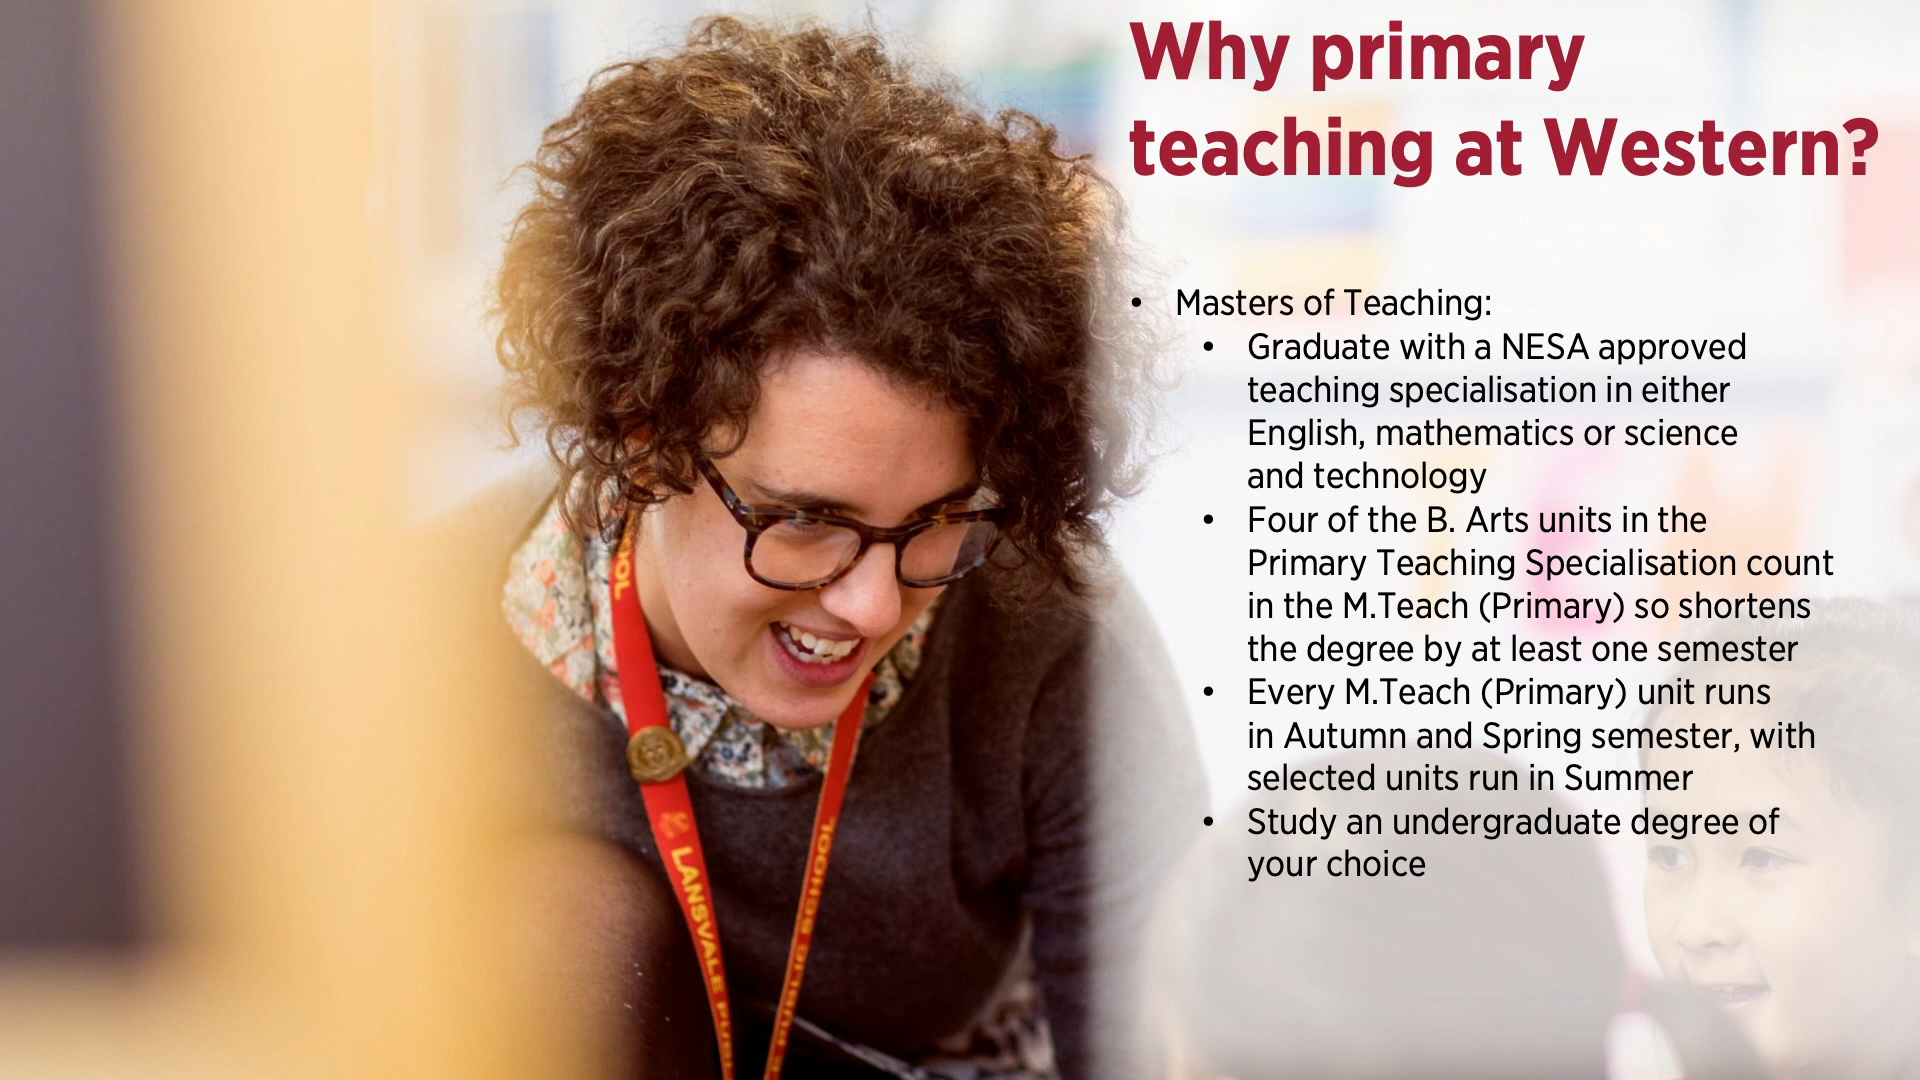 Why primary
teaching at Western?
• Masters of Teaching:
• Graduate with a NESA approved
teaching specialisation in either
English, mathematics or science
and technology
• Four of the B. Arts units in the
Primary Teaching Specialisation count
in the M.Teach (Primary) so shortens
the degree by at least one semester
• Every M.Teach (Primary) unit runs
in Autumn and Spring semester, with
selected units run in Summer
• Study an undergraduate degree of
your choice
LANSVALE
PUBLIC SCHOOL